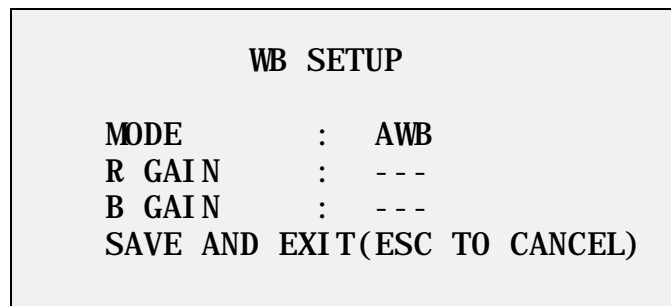 WB SETUP
MODE : AWB
R GAIN : ---
B GAIN : ---
SAVE AND EXIT(ESC TO CANCEL)